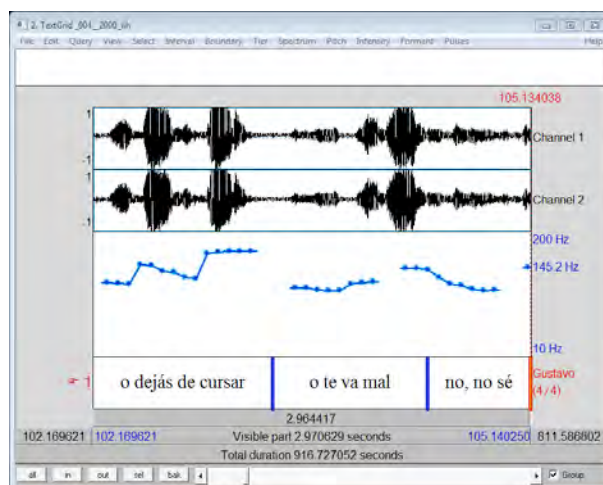 2. TextGrid_004_2000_sh
File Edit Query View Select Interval Boundary Tier Spectrum Pitch Intensity Formant Pulses Help
105.134038
1
Channel 1
-1
1
Channel 2
-1
200 Hz
145.2 Hz
10 Hz
1 o dejás de cursar o te va mal no, no sé Gustavo
(4 / 4)
2.964417
102.169621 102.169621 Visible part 2.970629 seconds 105.140250 811.586802
Total duration 916.727052 seconds
all in out sel bak Group